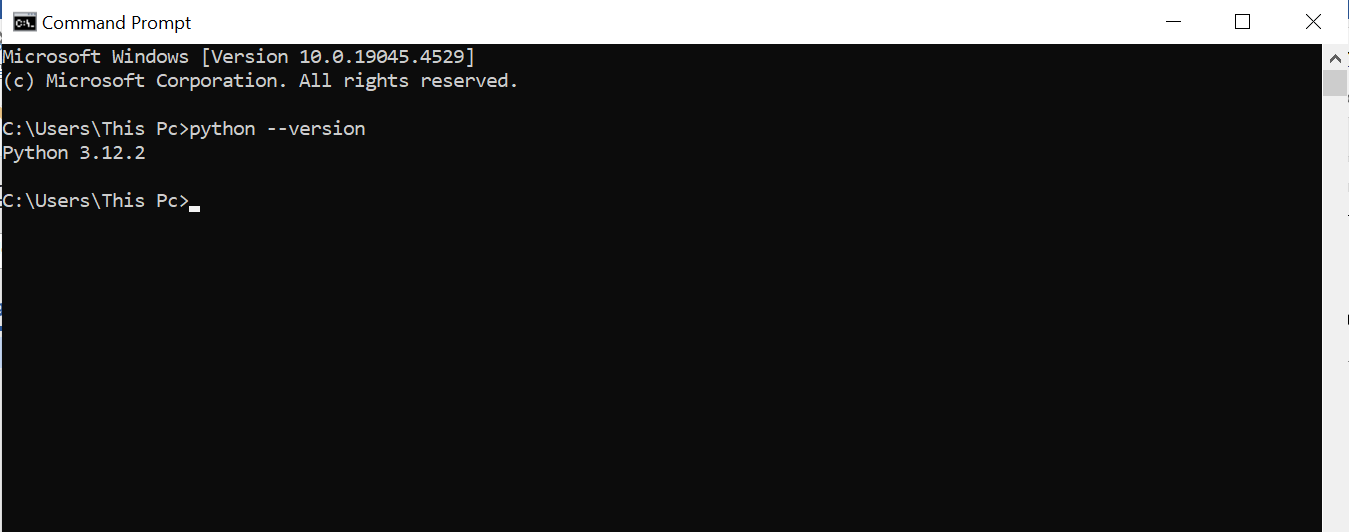 Command Prompt
Microsoft Windows [Version 10.0.19045.4529]
(c) Microsoft Corporation. All rights reserved.
C:\Users\This Pc>python --version
Python 3.12.2
C:\Users\This Pc>